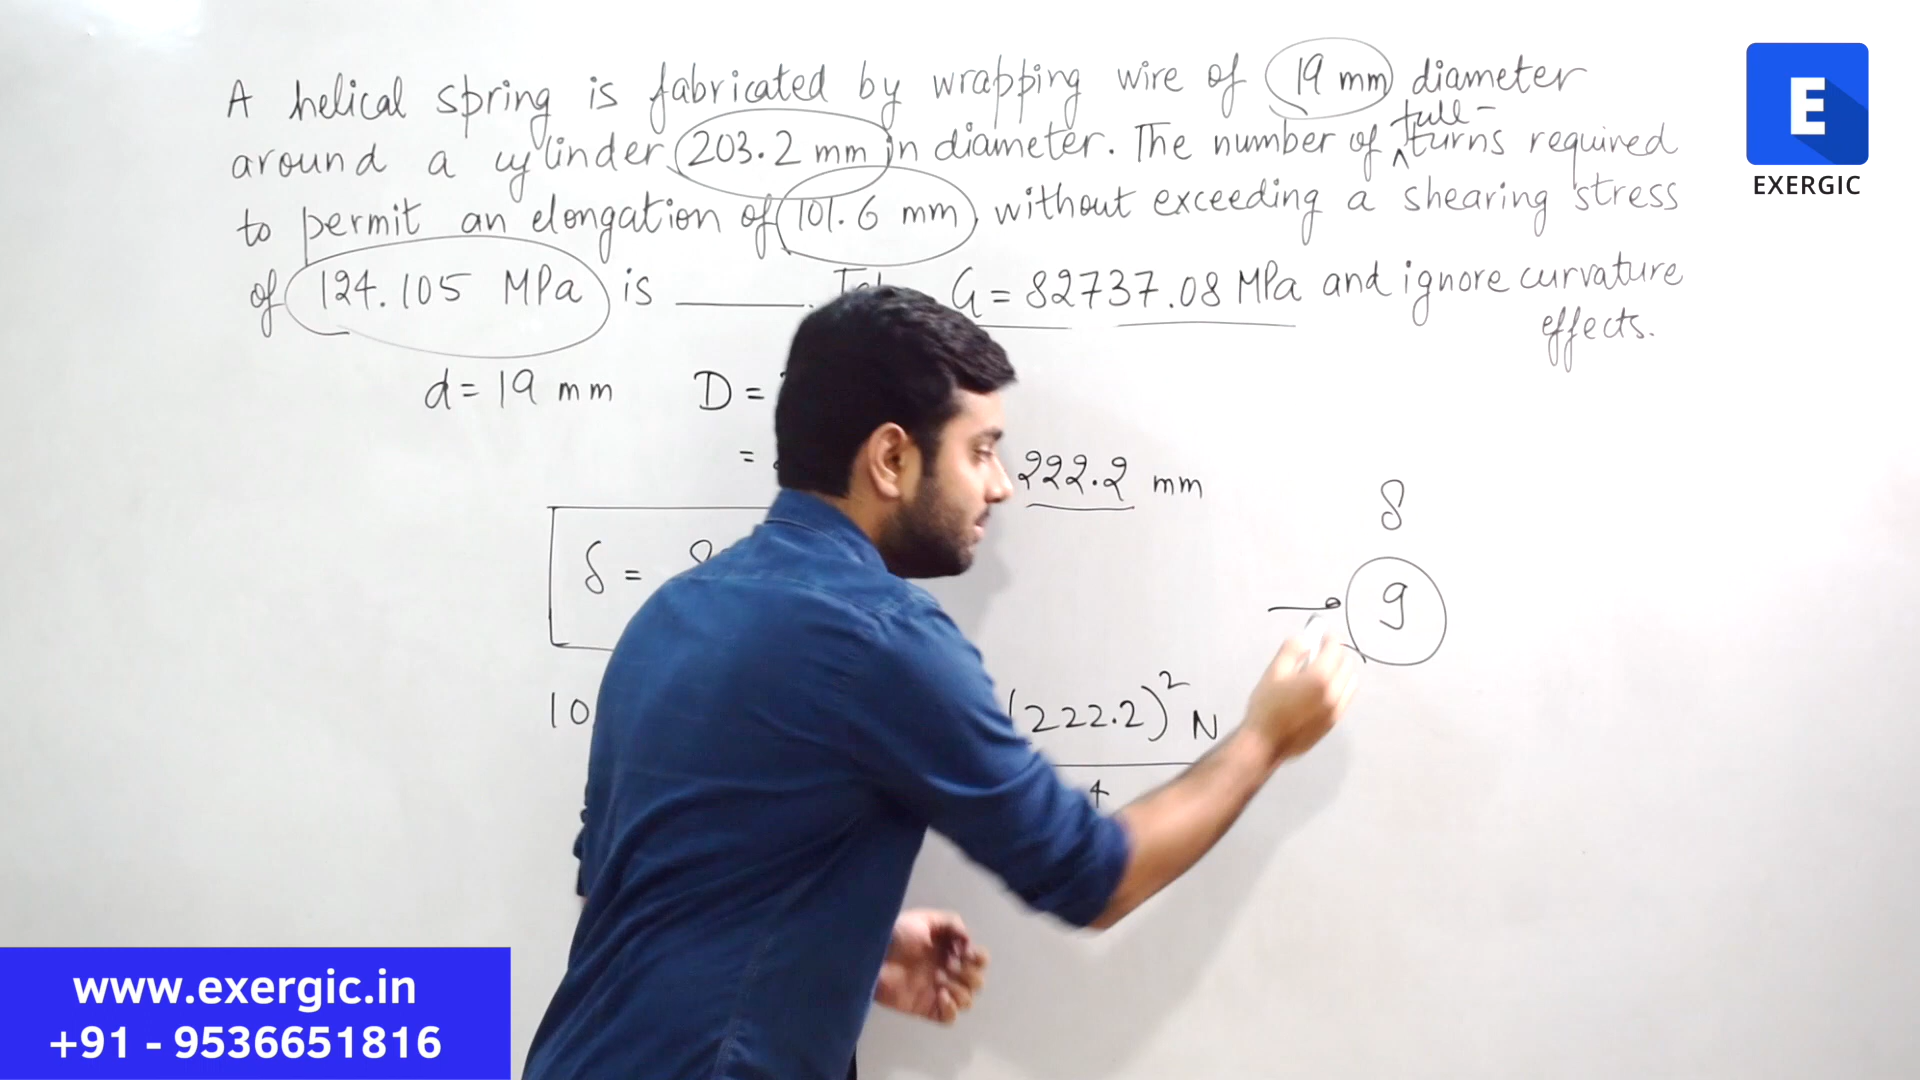 A helical spring is fabricated by wrapping wire of 19 mm diameter
around a cylinder 203.2 mm in diameter. The number of full- turns required
to permit an elongation of 101.6 mm, without exceeding a shearing stress
of 124.105 MPa is ______. G = 82737.08 MPa and ignore curvature
effects.
d = 19 mm D =
= 222.2 mm
δ =
8
9
10 (222.2)² N
4
E
EXERGIC
www.exergic.in
+91 - 9536651816